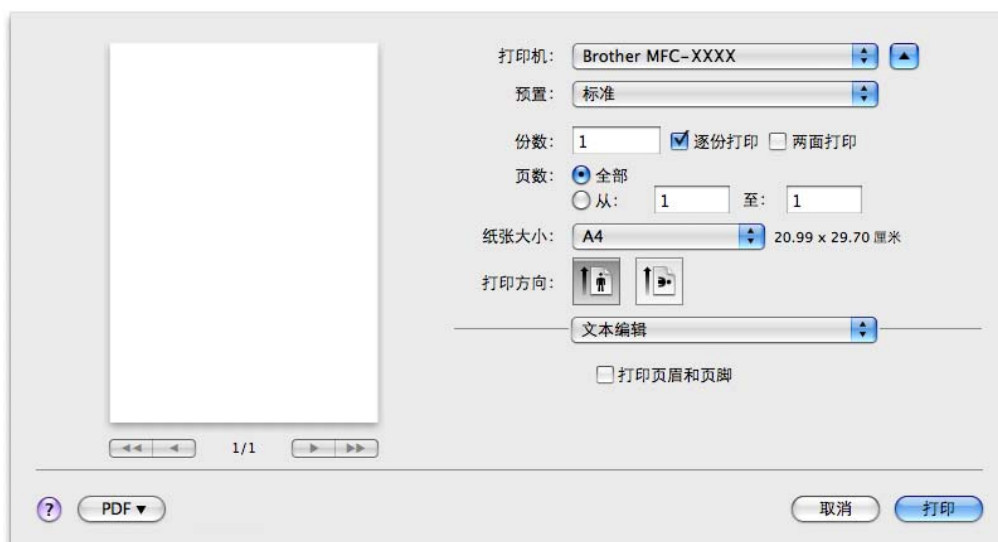 打印机: Brother MFC-XXXX
预置: 标准
份数: 1 逐份打印 两面打印
页数: 全部
从: 1 至: 1
纸张大小: A4 20.99 x 29.70 厘米
打印方向:
文本编辑
打印页眉和页脚
1/1
? PDF 取消 打印